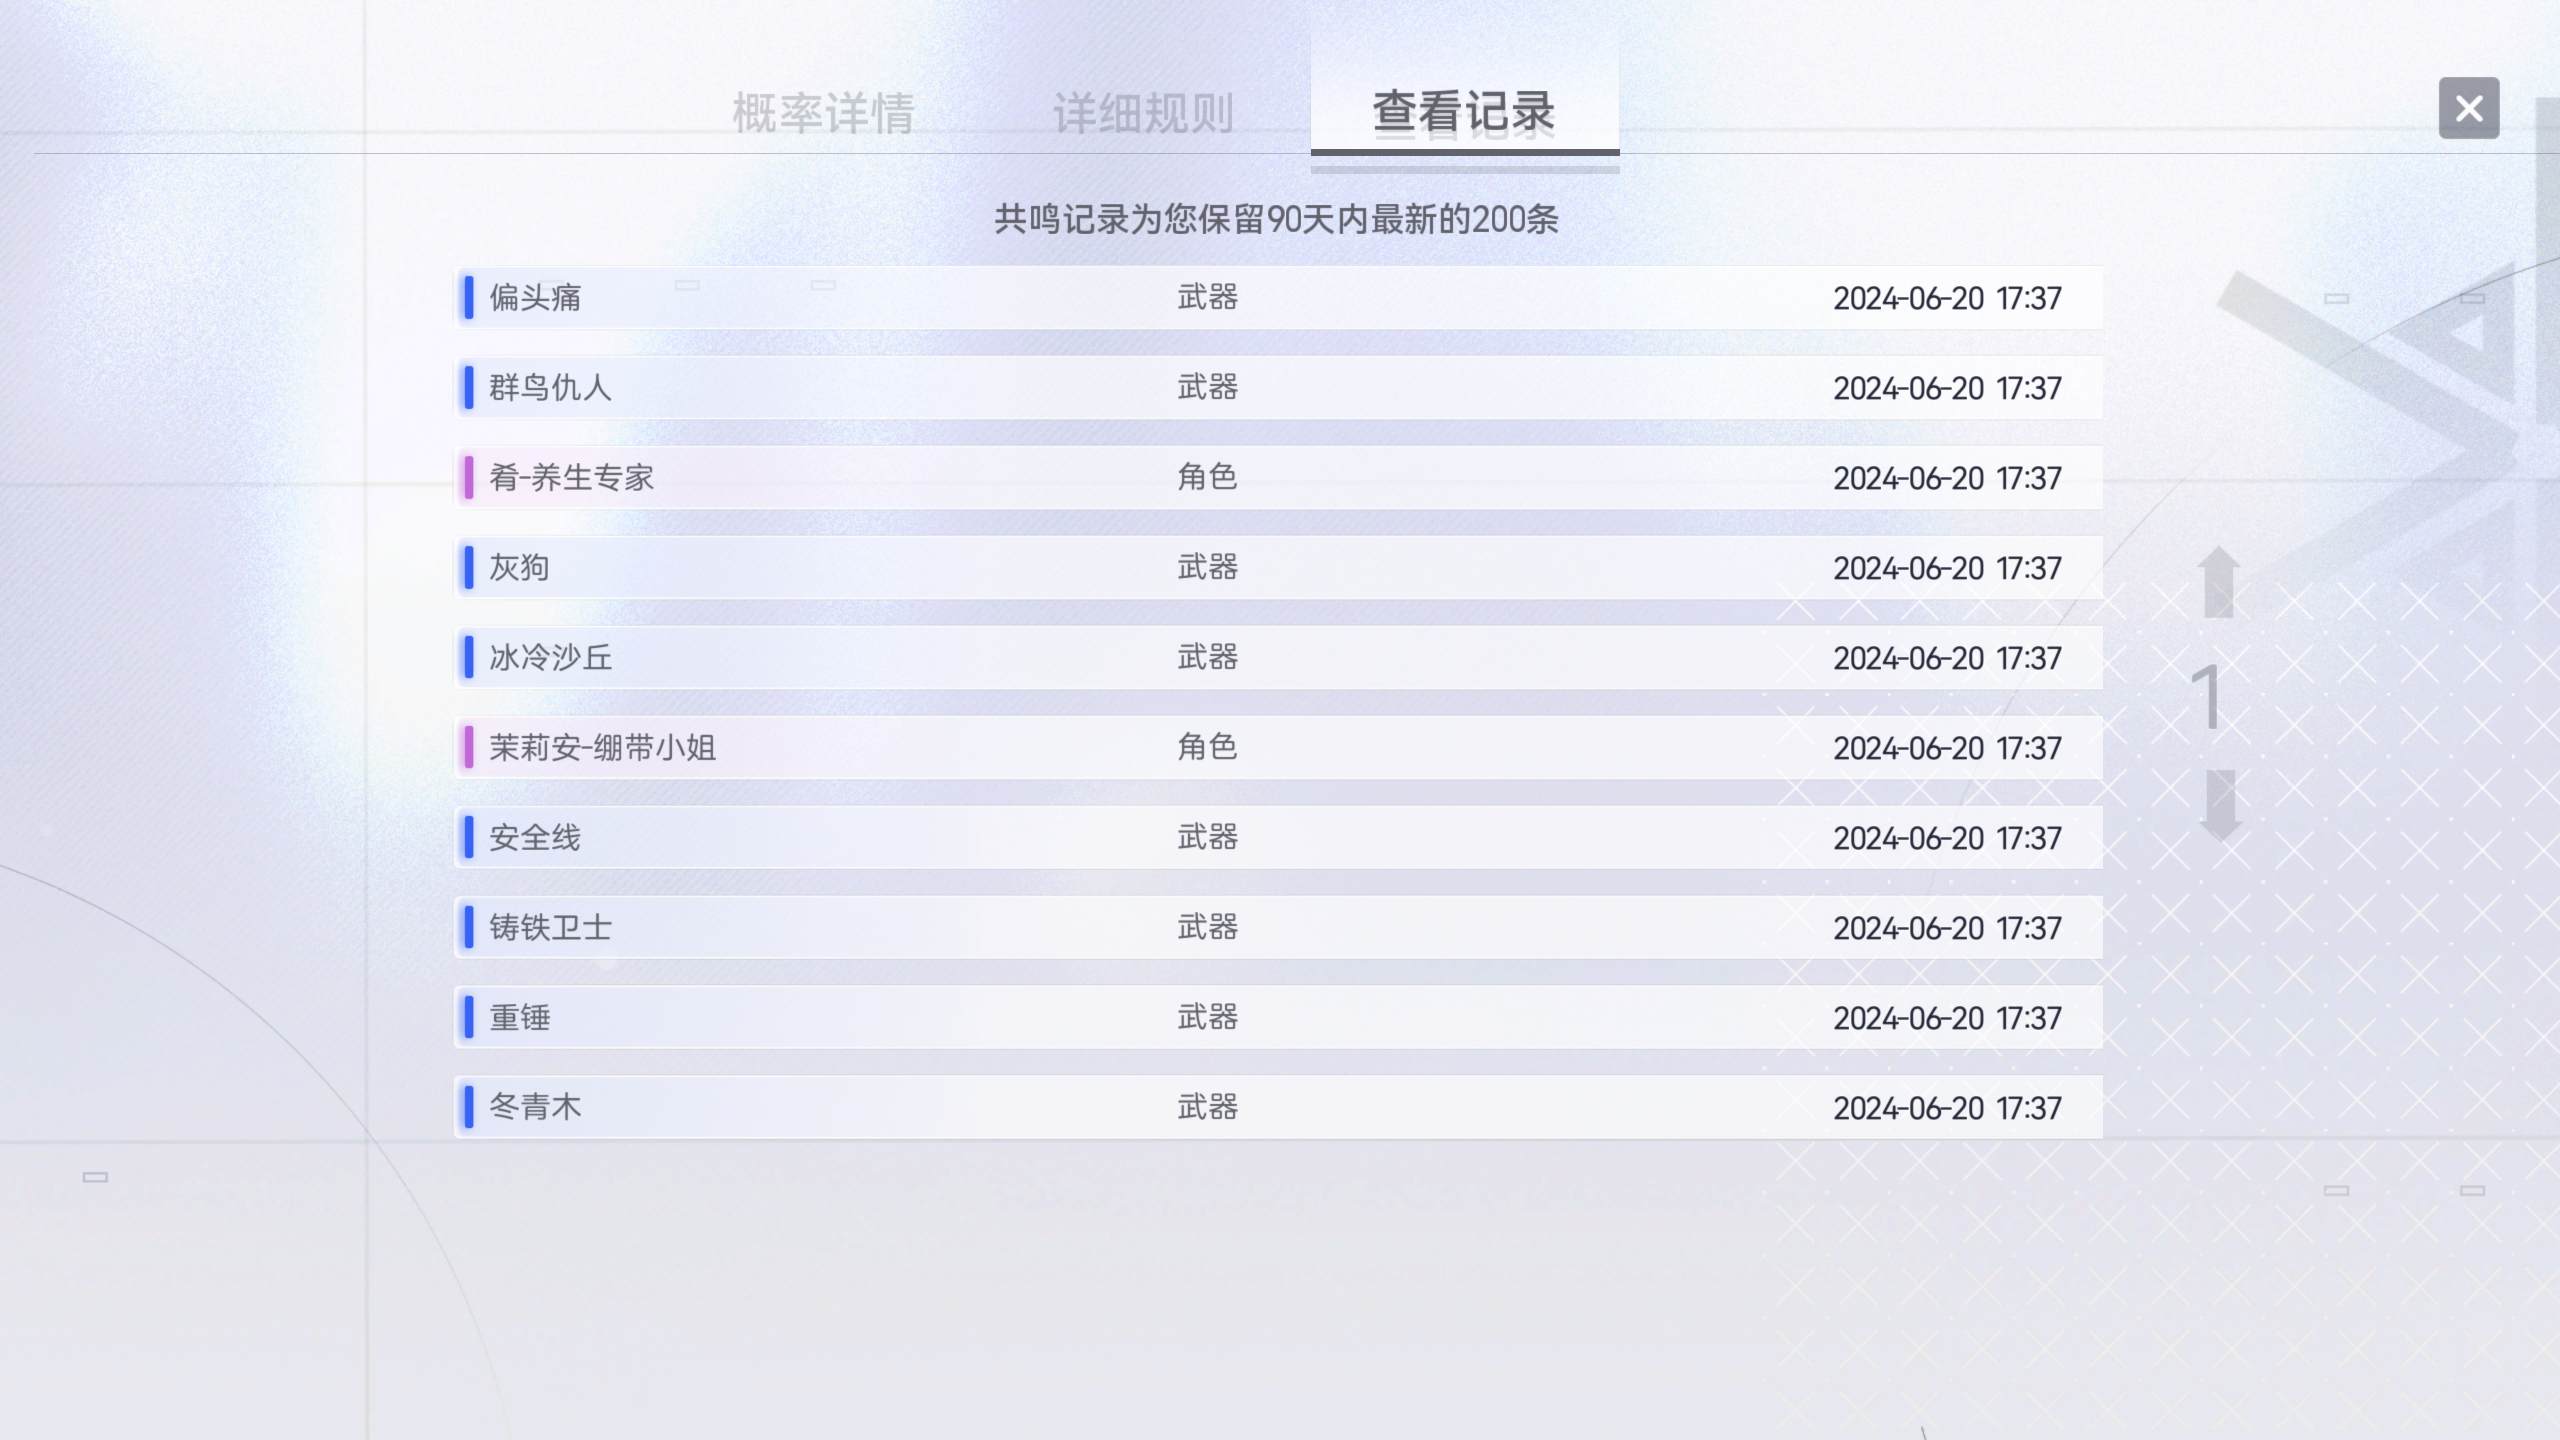 概率详情 详细规则 查看记录
共鸣记录为您保留90天内最新的200条
偏头痛 武器 2024-06-20 17:37
群鸟仇人 武器 2024-06-20 17:37
肴-养生专家 角色 2024-06-20 17:37
灰狗 武器 2024-06-20 17:37
冰冷沙丘 武器 2024-06-20 17:37
茉莉安-绷带小姐 角色 2024-06-20 17:37
安全线 武器 2024-06-20 17:37
铸铁卫士 武器 2024-06-20 17:37
重锤 武器 2024-06-20 17:37
冬青木 武器 2024-06-20 17:37
1